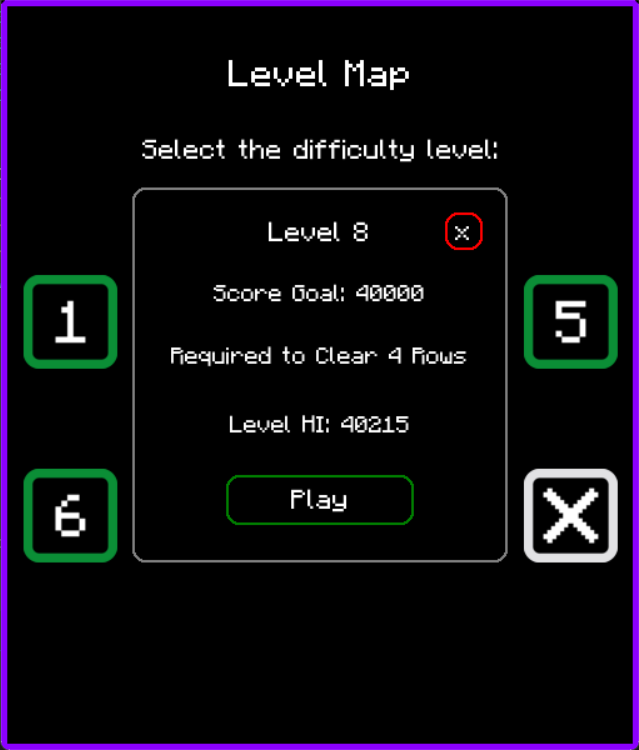 Level Map
Select the difficulty level:
Level 8 x
Score Goal: 40000
1
5
Required to Clear 4 Rows
Level HI: 40215
Play
6
X